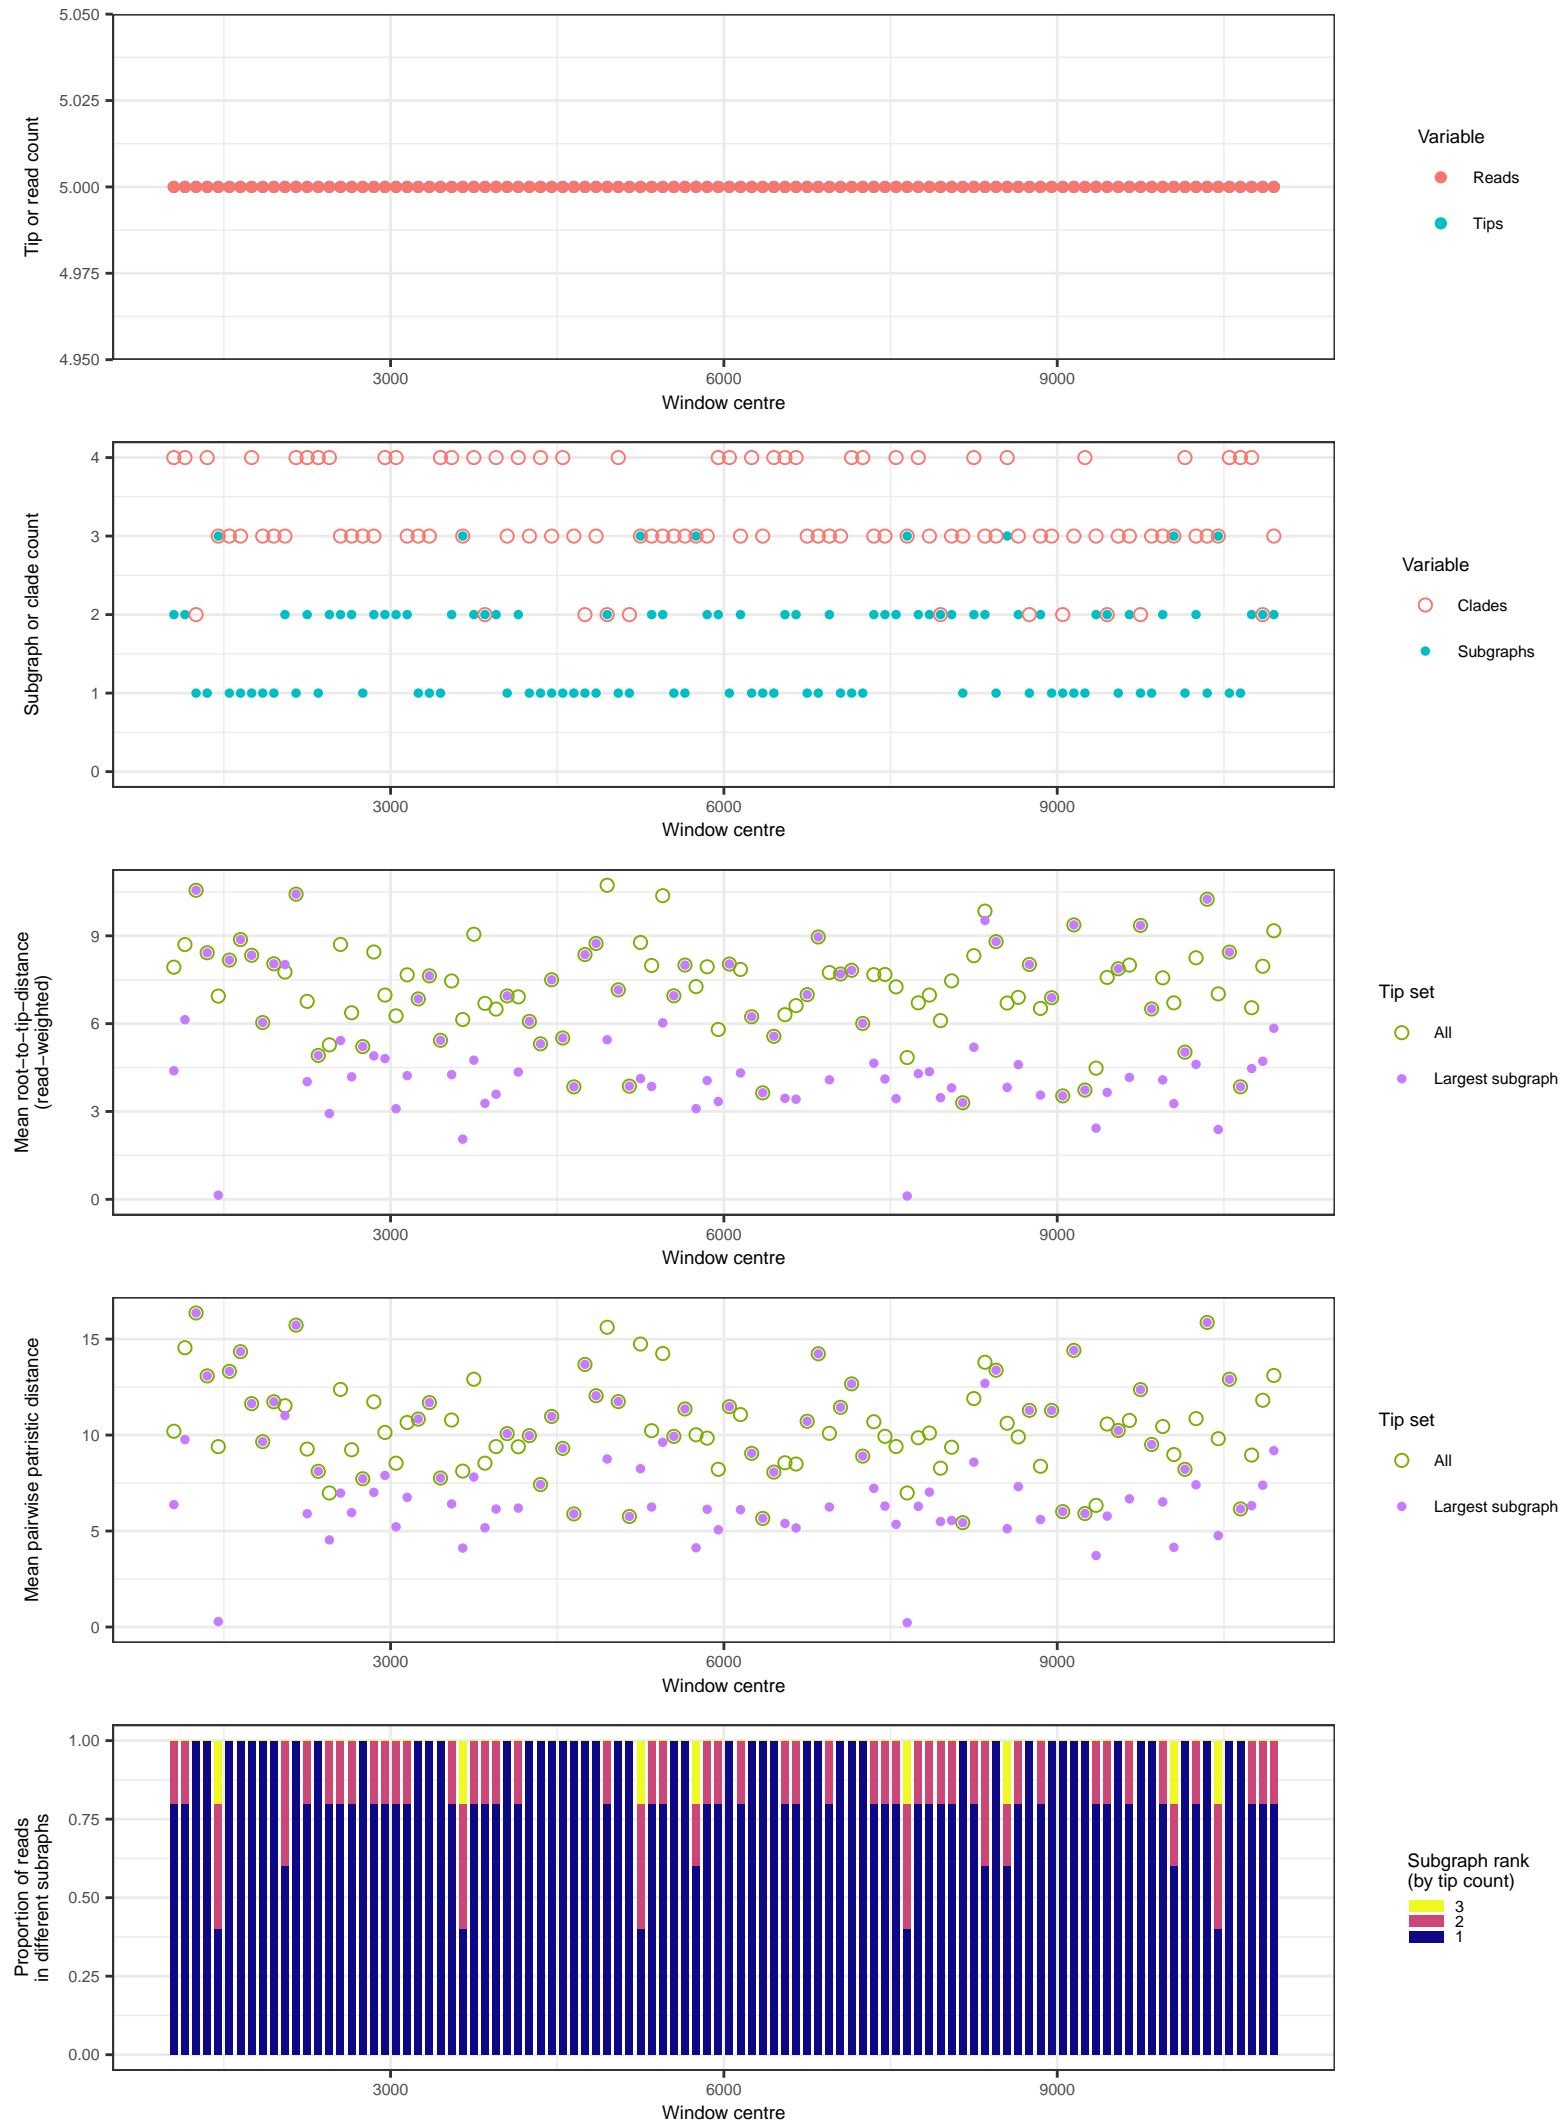 5.050
5.025
5.000
4.975
4.950
Tip or read count
3000
6000
9000
Window centre
Variable
Reads
Tips
4
3
2
1
0
Subgraph or clade count
3000
6000
9000
Window centre
Variable
Clades
Subgraphs
9
6
3
0
Mean root−to−tip−distance
(read−weighted)
3000
6000
9000
Window centre
Tip set
All
Largest subgraph
15
10
5
0
Mean pairwise patristic distance
3000
6000
9000
Window centre
Tip set
All
Largest subgraph
1.00
0.75
0.50
0.25
0.00
Proportion of reads
in different subraphs
3000
6000
9000
Window centre
Subgraph rank
(by tip count)
3
2
1